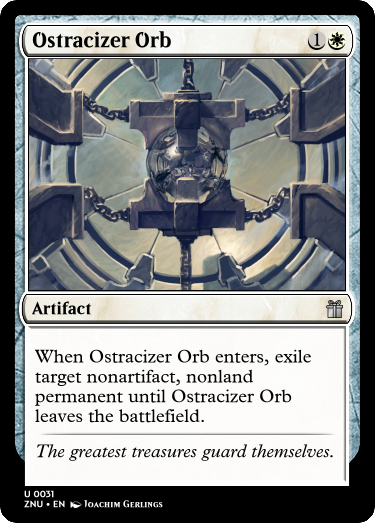 Ostracizer Orb 1
Artifact
When Ostracizer Orb enters, exile
target nonartifact, nonland
permanent until Ostracizer Orb
leaves the battlefield.
The greatest treasures guard themselves.
U 0031
ZNU • EN Joachim Gerlings